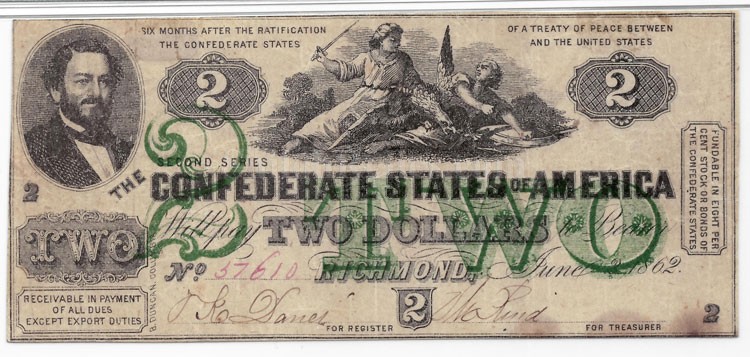 SIX MONTHS AFTER THE RATIFICATION
THE CONFEDERATE STATES
OF A TREATY OF PEACE BETWEEN
AND THE UNITED STATES
2
2
2
SECOND SERIES
THE CONFEDERATE STATES OF AMERICA
2
TWO
Will pay TWO DOLLARS to Bearer
TWO
No 57610
RICHMOND, June 2, 1862.
FUNDABLE IN EIGHT PER
CENT STOCK OR BONDS OF
THE CONFEDERATE STATES
RECEIVABLE IN PAYMENT
OF ALL DUES
EXCEPT EXPORT DUTIES
B. DUNCAN,
FOR REGISTER
2
FOR TREASURER
2